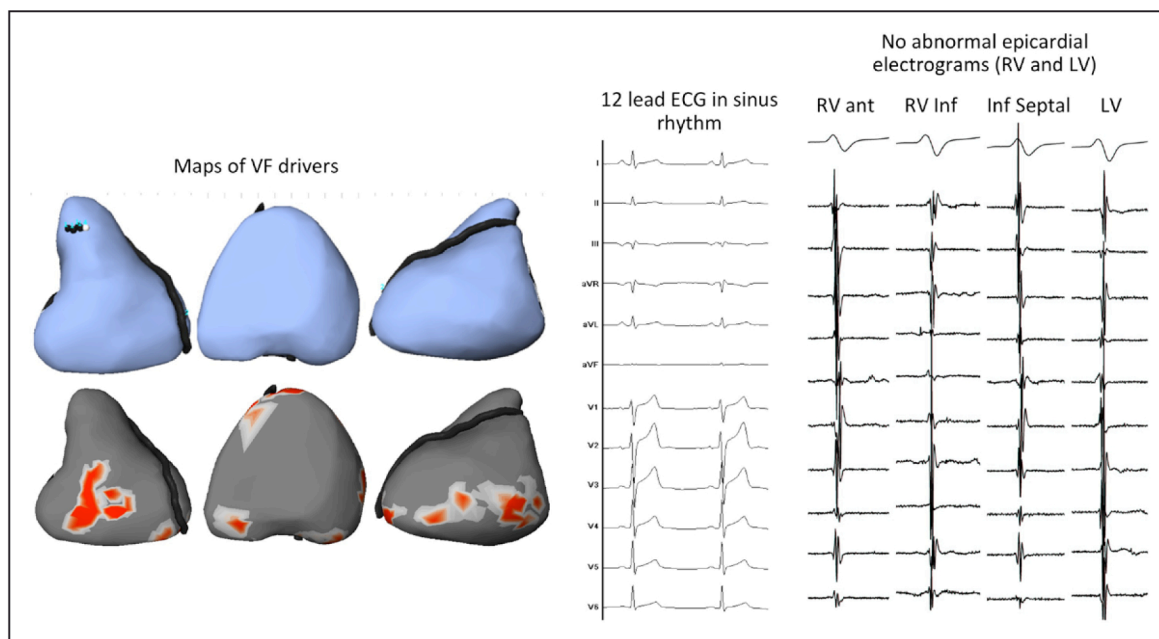 No abnormal epicardial
electrograms (RV and LV)
12 lead ECG in sinus
rhythm
RV ant
RV Inf
Inf Septal
LV
Maps of VF drivers
I
II
III
aVR
aVL
aVF
V1
V2
V3
V4
V5
V6